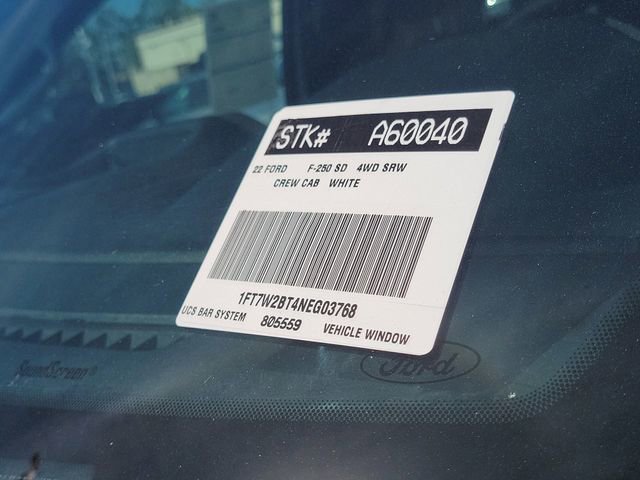 STK# A60040
22 FORD F-250 SD 4WD SRW
CREW CAB WHITE
1FT7W2BT4NEG03768
UCS BAR SYSTEM 805559 VEHICLE WINDOW
SoundScreen®
Ford